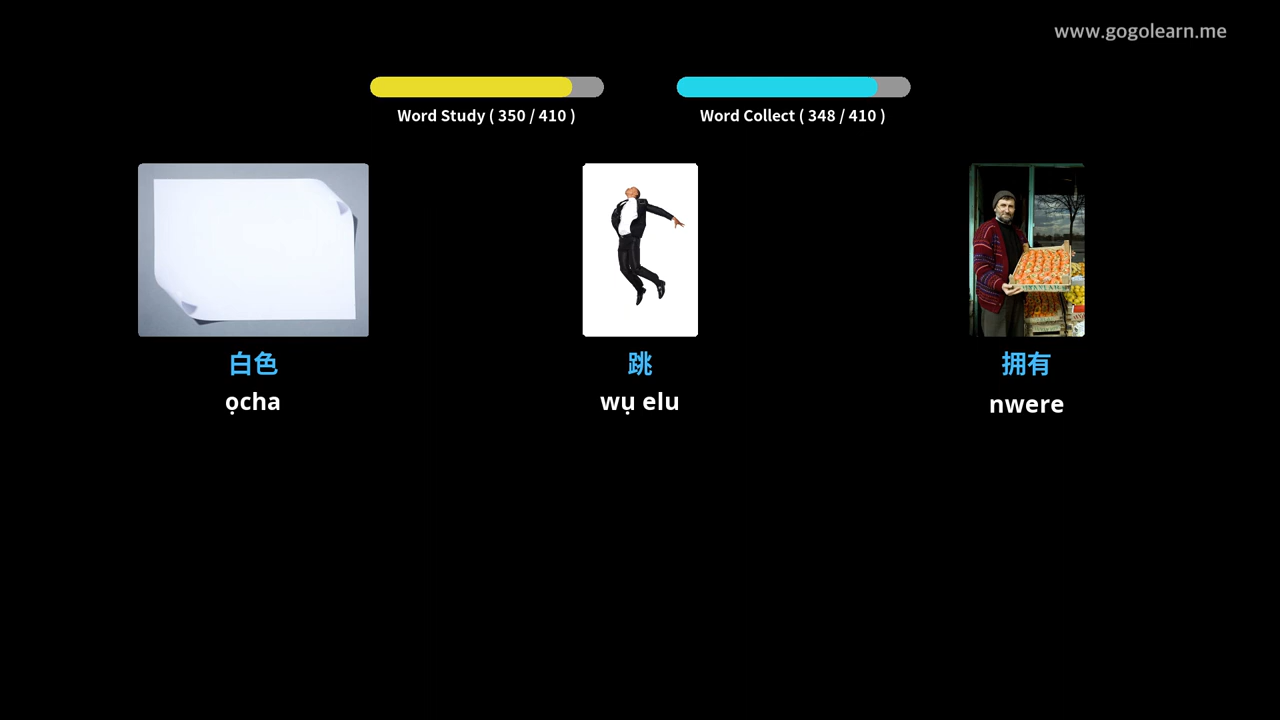 www.gogolearn.me
Word Study ( 350 / 410 )
Word Collect ( 348 / 410 )
白色
跳
拥有
ọcha
wụ elu
nwere